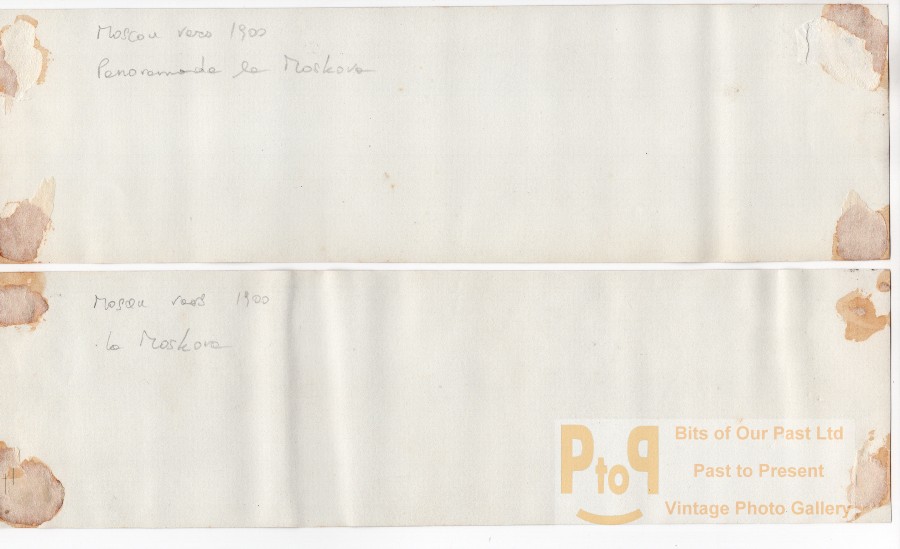 Moscou vers 1900
Panorama de la Moskova
Moscou vers 1900
la Moskova
PtoP
Bits of Our Past Ltd
Past to Present
Vintage Photo Gallery